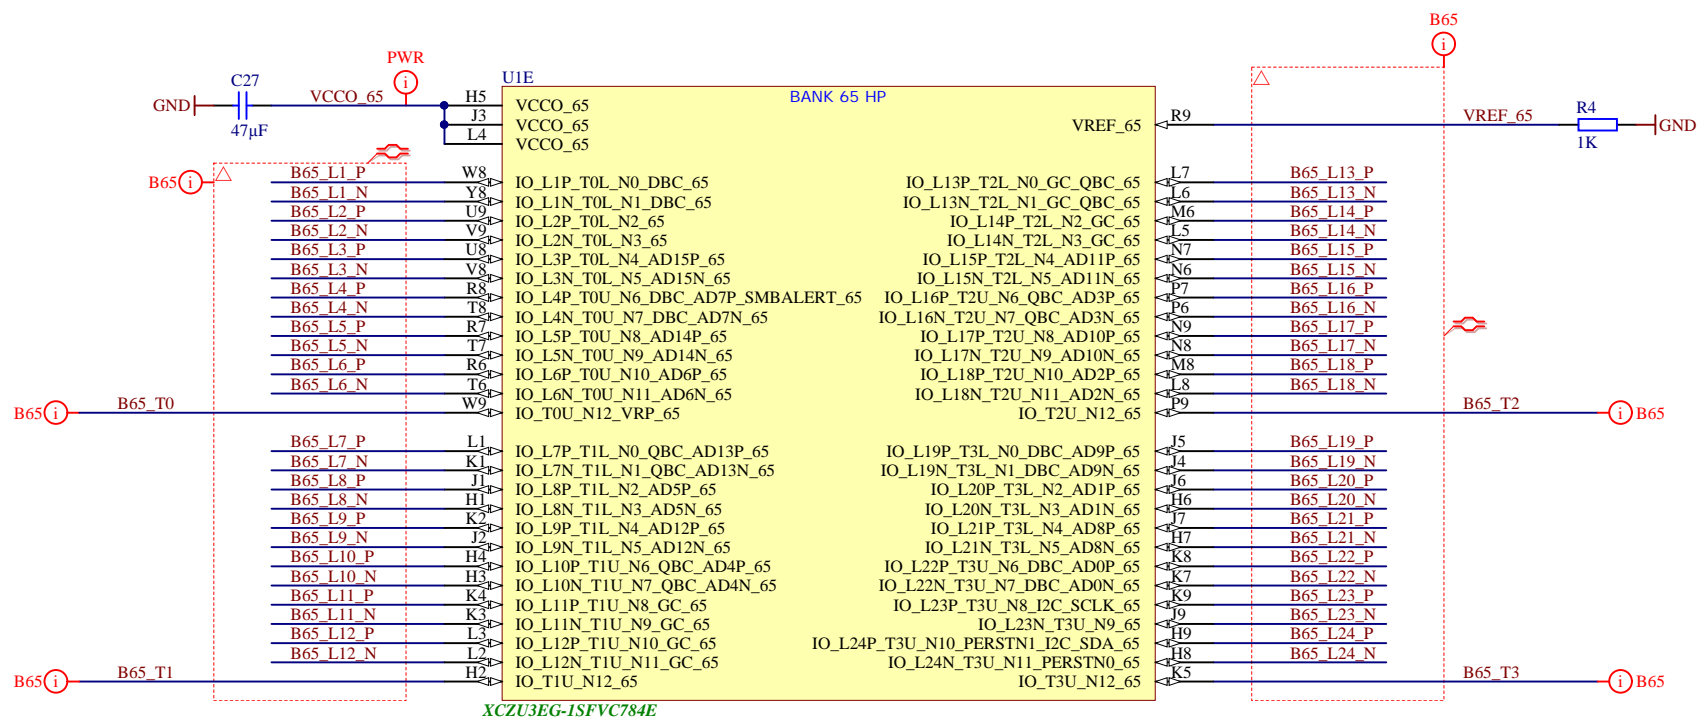 B65
PWR
C27
U1E
BANK 65 HP
GND VCCO_65 H5 VCCO_65
47µF J3 VCCO_65 VREF_65 R9 VREF_65 R4 GND
1K
L4 VCCO_65
B65
B65_L1_P W8 IO_L1P_T0L_N0_DBC_65 IO_L13P_T2L_N0_GC_QBC_65 L7 B65_L13_P
B65_L1_N Y8 IO_L1N_T0L_N1_DBC_65 IO_L13N_T2L_N1_GC_QBC_65 L6 B65_L13_N
B65_L2_P U9 IO_L2P_T0L_N2_65 IO_L14P_T2L_N2_GC_65 M6 B65_L14_P
B65_L2_N V9 IO_L2N_T0L_N3_65 IO_L14N_T2L_N3_GC_65 L5 B65_L14_N
B65_L3_P U8 IO_L3P_T0L_N4_AD15P_65 IO_L15P_T2L_N4_AD11P_65 N7 B65_L15_P
B65_L3_N V8 IO_L3N_T0L_N5_AD15N_65 IO_L15N_T2L_N5_AD11N_65 N6 B65_L15_N
B65_L4_P R8 IO_L4P_T0U_N6_DBC_AD7P_SMBALERT_65 IO_L16P_T2U_N6_QBC_AD3P_65 P7 B65_L16_P
B65_L4_N T8 IO_L4N_T0U_N7_DBC_AD7N_65 IO_L16N_T2U_N7_QBC_AD3N_65 P6 B65_L16_N
B65_L5_P R7 IO_L5P_T0U_N8_AD14P_65 IO_L17P_T2U_N8_AD10P_65 N9 B65_L17_P
B65_L5_N T7 IO_L5N_T0U_N9_AD14N_65 IO_L17N_T2U_N9_AD10N_65 N8 B65_L17_N
B65_L6_P R6 IO_L6P_T0U_N10_AD6P_65 IO_L18P_T2U_N10_AD2P_65 M8 B65_L18_P
B65_L6_N T6 IO_L6N_T0U_N11_AD6N_65 IO_L18N_T2U_N11_AD2N_65 L8 B65_L18_N
B65 B65_T0 W9 IO_T0U_N12_VRP_65 IO_T2U_N12_65 P9 B65_T2 B65
B65_L7_P L1 IO_L7P_T1L_N0_QBC_AD13P_65 IO_L19P_T3L_N0_DBC_AD9P_65 J5 B65_L19_P
B65_L7_N K1 IO_L7N_T1L_N1_QBC_AD13N_65 IO_L19N_T3L_N1_DBC_AD9N_65 J4 B65_L19_N
B65_L8_P J1 IO_L8P_T1L_N2_AD5P_65 IO_L20P_T3L_N2_AD1P_65 J6 B65_L20_P
B65_L8_N H1 IO_L8N_T1L_N3_AD5N_65 IO_L20N_T3L_N3_AD1N_65 H6 B65_L20_N
B65_L9_P K2 IO_L9P_T1L_N4_AD12P_65 IO_L21P_T3L_N4_AD8P_65 J7 B65_L21_P
B65_L9_N J2 IO_L9N_T1L_N5_AD12N_65 IO_L21N_T3L_N5_AD8N_65 H7 B65_L21_N
B65_L10_P H4 IO_L10P_T1U_N6_QBC_AD4P_65 IO_L22P_T3U_N6_DBC_AD0P_65 K8 B65_L22_P
B65_L10_N H3 IO_L10N_T1U_N7_QBC_AD4N_65 IO_L22N_T3U_N7_DBC_AD0N_65 K7 B65_L22_N
B65_L11_P K4 IO_L11P_T1U_N8_GC_65 IO_L23P_T3U_N8_I2C_SCLK_65 K9 B65_L23_P
B65_L11_N K3 IO_L11N_T1U_N9_GC_65 IO_L23N_T3U_N9_65 J9 B65_L23_N
B65_L12_P L3 IO_L12P_T1U_N10_GC_65 IO_L24P_T3U_N10_PERSTN1_I2C_SDA_65 H9 B65_L24_P
B65_L12_N L2 IO_L12N_T1U_N11_GC_65 IO_L24N_T3U_N11_PERSTN0_65 H8 B65_L24_N
B65 B65_T1 H2 IO_T1U_N12_65 IO_T3U_N12_65 K5 B65_T3 B65
XCZU3EG-1SFVC784E